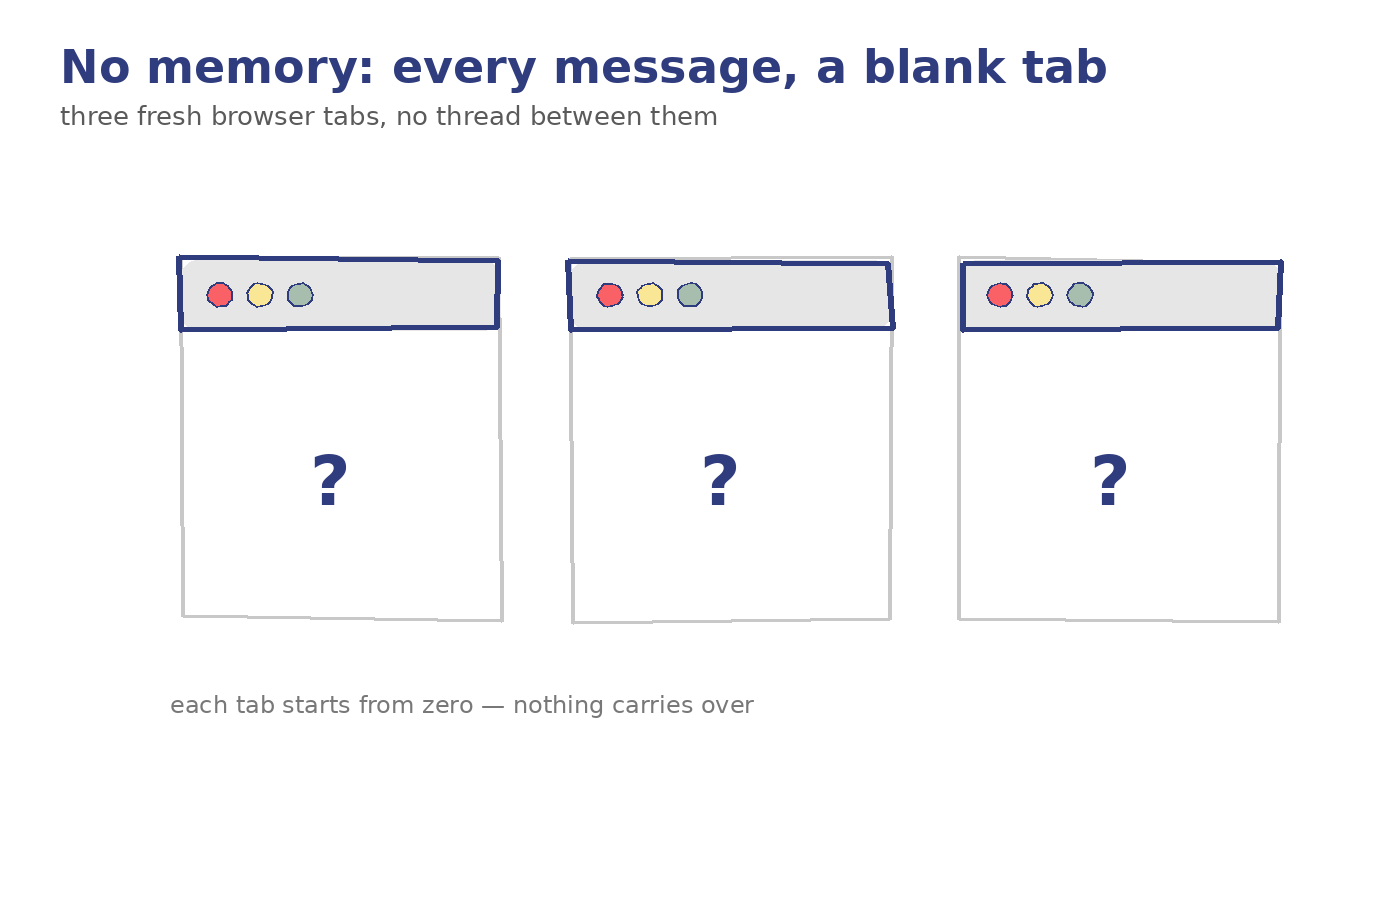 No memory: every message, a blank tab
three fresh browser tabs, no thread between them
? ? ?
each tab starts from zero — nothing carries over